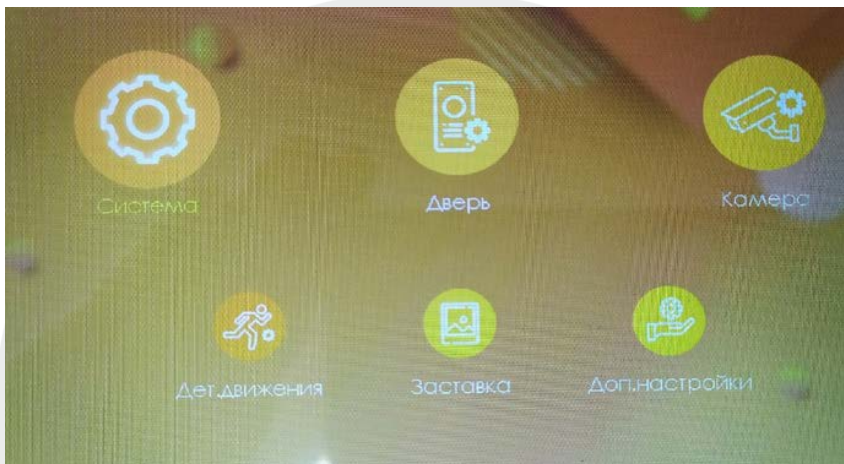 Система
Дверь
Камера
Дет.движения
Заставка
Доп.настройки